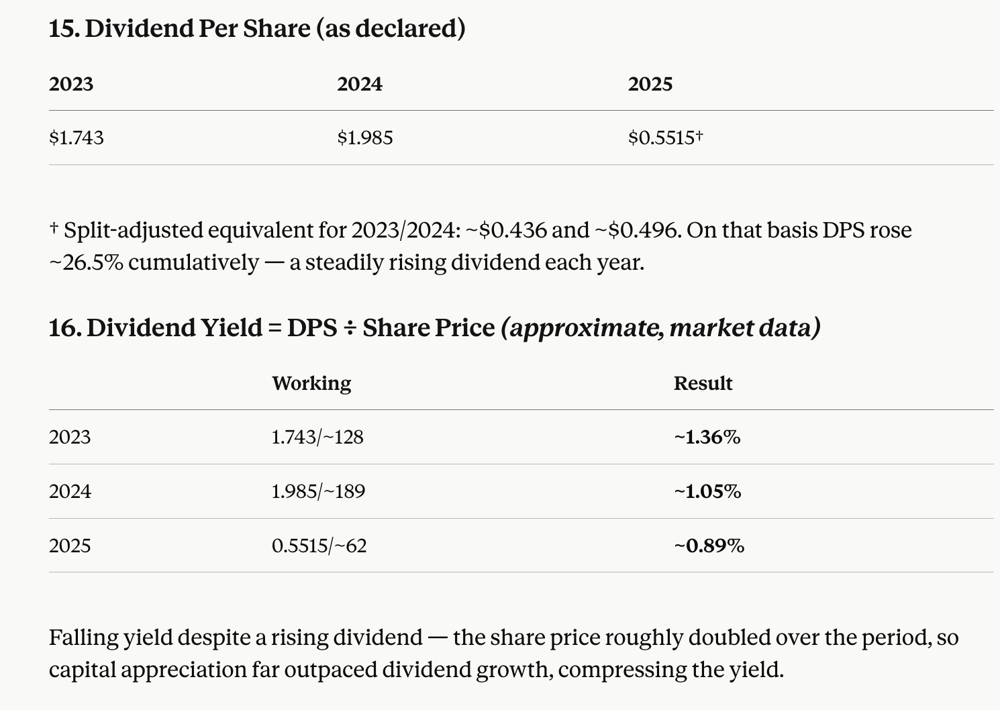 15. Dividend Per Share (as declared)
2023 2024 2025
$1.743 $1.985 $0.5515†
† Split-adjusted equivalent for 2023/2024: ~$0.436 and ~$0.496. On that basis DPS rose
~26.5% cumulatively — a steadily rising dividend each year.
16. Dividend Yield = DPS ÷ Share Price (approximate, market data)
Working Result
2023 1.743/~128 ~1.36%
2024 1.985/~189 ~1.05%
2025 0.5515/~62 ~0.89%
Falling yield despite a rising dividend — the share price roughly doubled over the period, so
capital appreciation far outpaced dividend growth, compressing the yield.